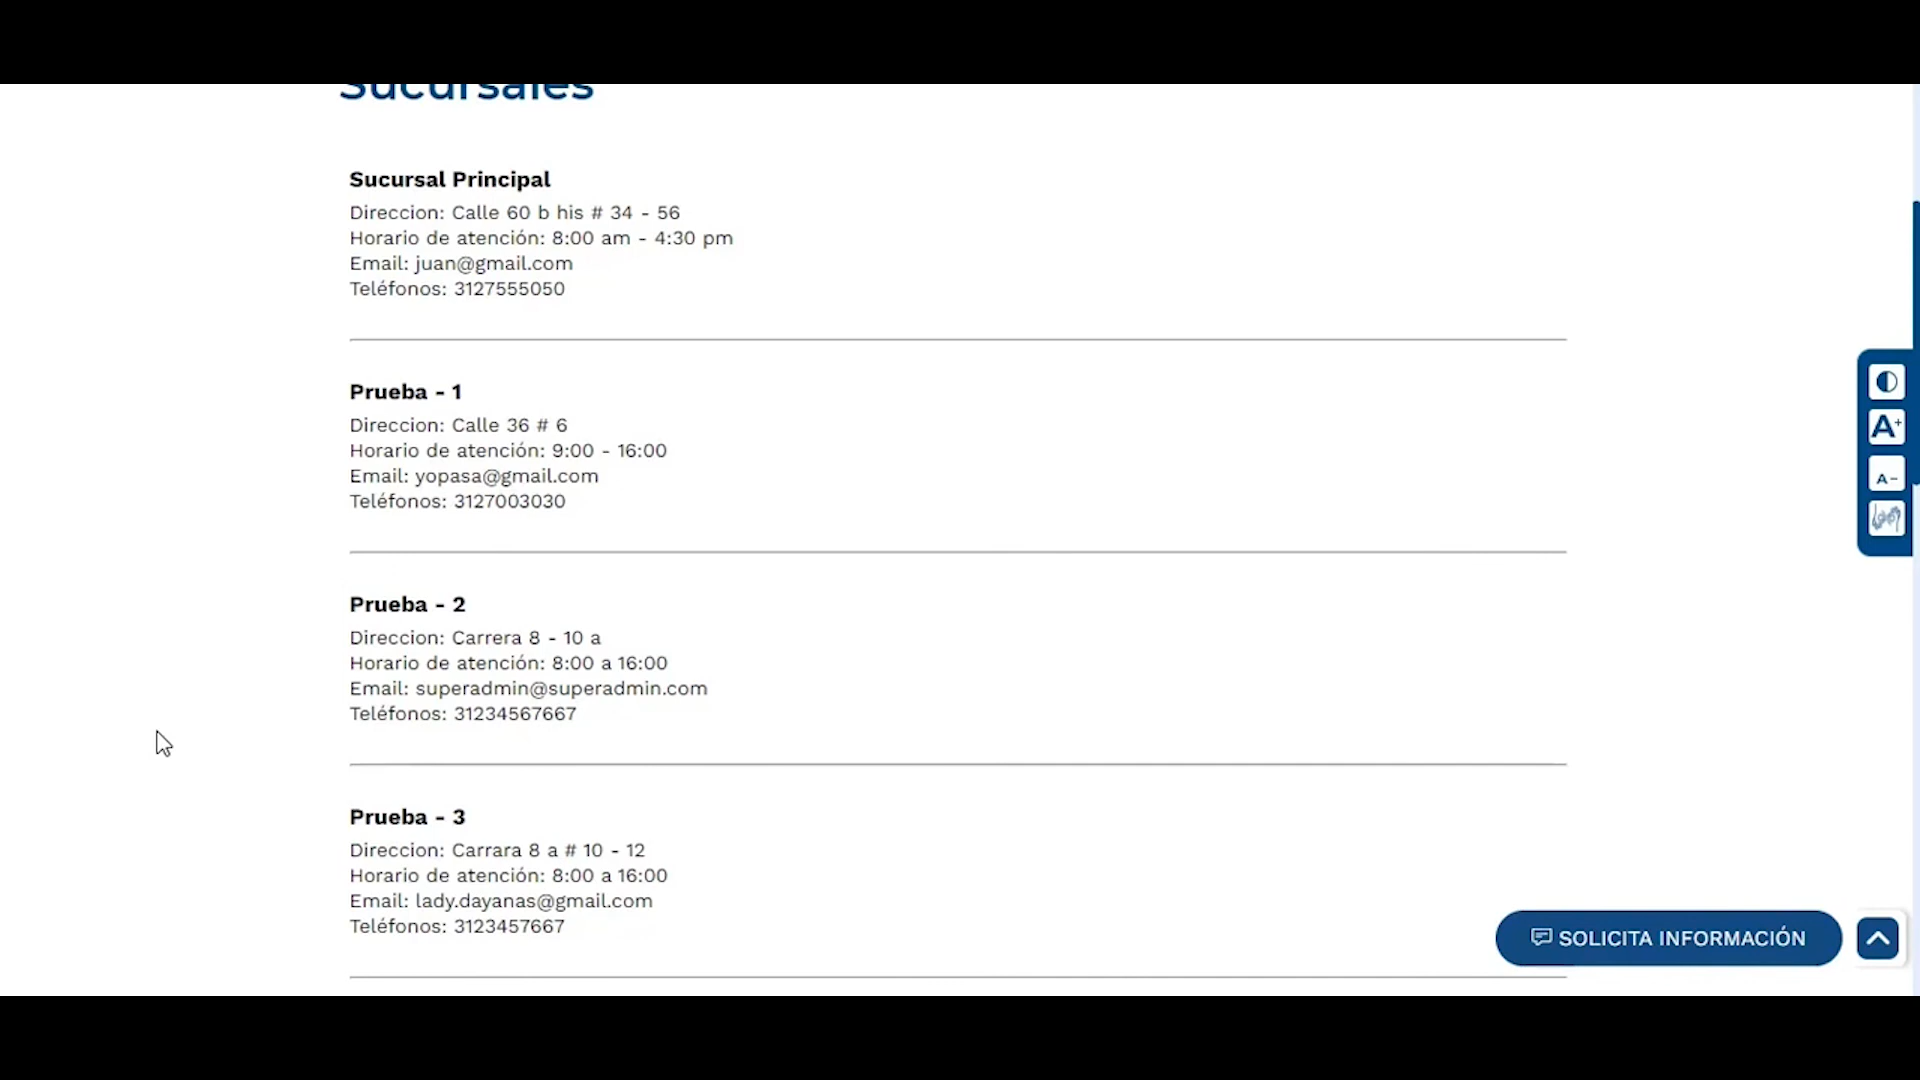 Sucursales
Sucursal Principal
Direccion: Calle 60 b his # 34 - 56
Horario de atención: 8:00 am - 4:30 pm
Email: juan@gmail.com
Teléfonos: 3127555050
Prueba - 1
Direccion: Calle 36 # 6
Horario de atención: 9:00 - 16:00
Email: yopasa@gmail.com
Teléfonos: 3127003030
Prueba - 2
Direccion: Carrera 8 - 10 a
Horario de atención: 8:00 a 16:00
Email: superadmin@superadmin.com
Teléfonos: 31234567667
Prueba - 3
Direccion: Carrara 8 a # 10 - 12
Horario de atención: 8:00 a 16:00
Email: lady.dayanas@gmail.com
Teléfonos: 3123457667
A+
A-
SOLICITA INFORMACIÓN